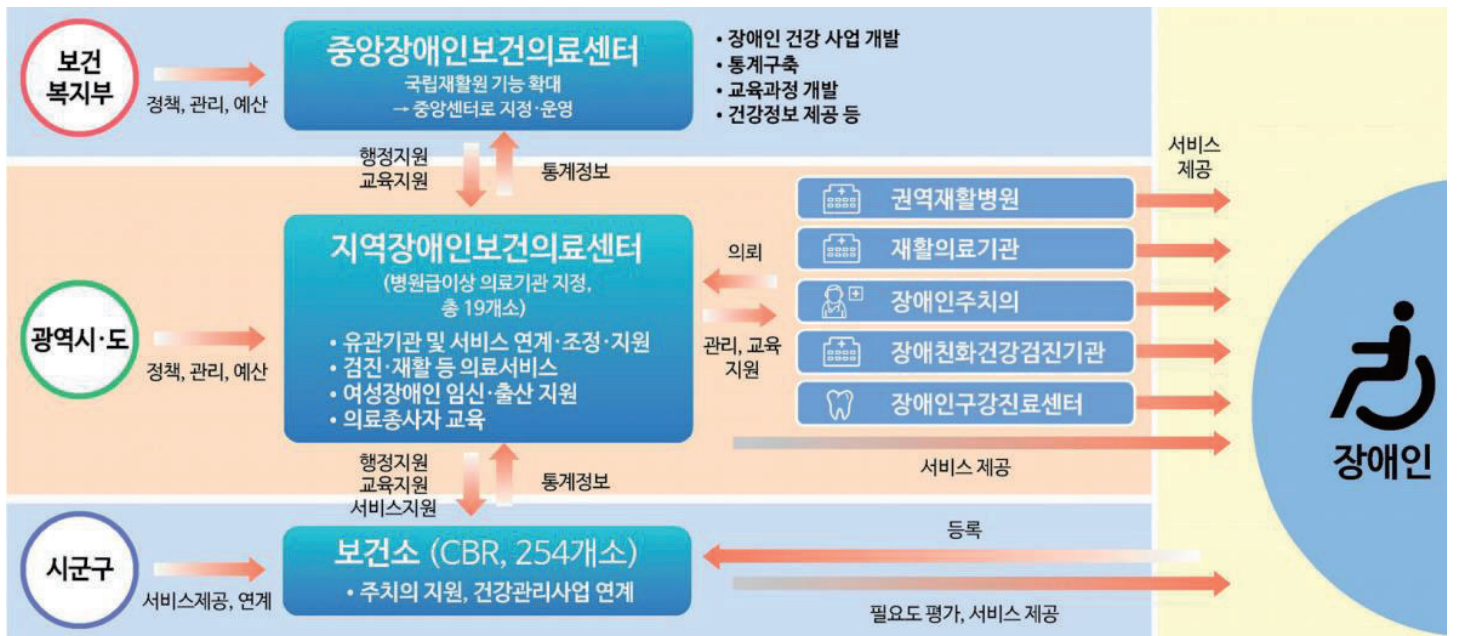 보건
복지부
정책, 관리, 예산
중앙장애인보건의료센터
국립재활원 기능 확대
→ 중앙센터로 지정·운영
• 장애인 건강 사업 개발
• 통계구축
• 교육과정 개발
• 건강정보 제공 등
행정지원
교육지원
통계정보
서비스
제공
광역시·도
정책, 관리, 예산
지역장애인보건의료센터
(병원급이상 의료기관 지정,
총 19개소)
• 유관기관 및 서비스 연계·조정·지원
• 검진·재활 등 의료서비스
• 여성장애인 임신·출산 지원
• 의료종사자 교육
의뢰
관리, 교육
지원
권역재활병원
재활의료기관
장애인주치의
장애친화건강검진기관
장애인구강진료센터
서비스 제공
장애인
행정지원
교육지원
서비스지원
통계정보
시군구
서비스제공, 연계
보건소 (CBR, 254개소)
• 주치의 지원, 건강관리사업 연계
등록
필요도 평가, 서비스 제공